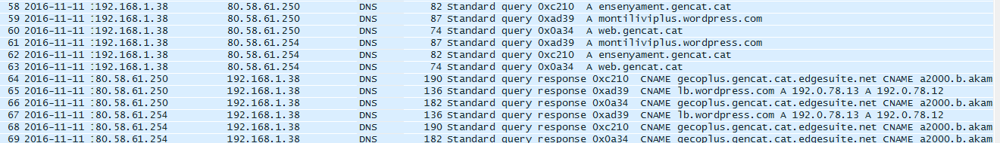 58 2016-11-11 192.168.1.38 80.58.61.250 DNS 82 Standard query 0xc210 A ensenyament.gencat.cat
59 2016-11-11 192.168.1.38 80.58.61.250 DNS 87 Standard query 0xad39 A montiliviplus.wordpress.com
60 2016-11-11 192.168.1.38 80.58.61.250 DNS 74 Standard query 0x0a34 A web.gencat.cat
61 2016-11-11 192.168.1.38 80.58.61.254 DNS 87 Standard query 0xad39 A montiliviplus.wordpress.com
62 2016-11-11 192.168.1.38 80.58.61.254 DNS 82 Standard query 0xc210 A ensenyament.gencat.cat
63 2016-11-11 192.168.1.38 80.58.61.254 DNS 74 Standard query 0x0a34 A web.gencat.cat
64 2016-11-11 80.58.61.250 192.168.1.38 DNS 190 Standard query response 0xc210 CNAME gecoplus.gencat.cat.edgesuite.net CNAME a2000.b.akam
65 2016-11-11 80.58.61.250 192.168.1.38 DNS 136 Standard query response 0xad39 CNAME lb.wordpress.com A 192.0.78.13 A 192.0.78.12
66 2016-11-11 80.58.61.250 192.168.1.38 DNS 182 Standard query response 0x0a34 CNAME gecoplus.gencat.cat.edgesuite.net CNAME a2000.b.akam
67 2016-11-11 80.58.61.254 192.168.1.38 DNS 136 Standard query response 0xad39 CNAME lb.wordpress.com A 192.0.78.13 A 192.0.78.12
68 2016-11-11 80.58.61.254 192.168.1.38 DNS 190 Standard query response 0xc210 CNAME gecoplus.gencat.cat.edgesuite.net CNAME a2000.b.akam
69 2016-11-11 80.58.61.254 192.168.1.38 DNS 182 Standard query response 0x0a34 CNAME gecoplus.gencat.cat.edgesuite.net CNAME a2000.b.akam